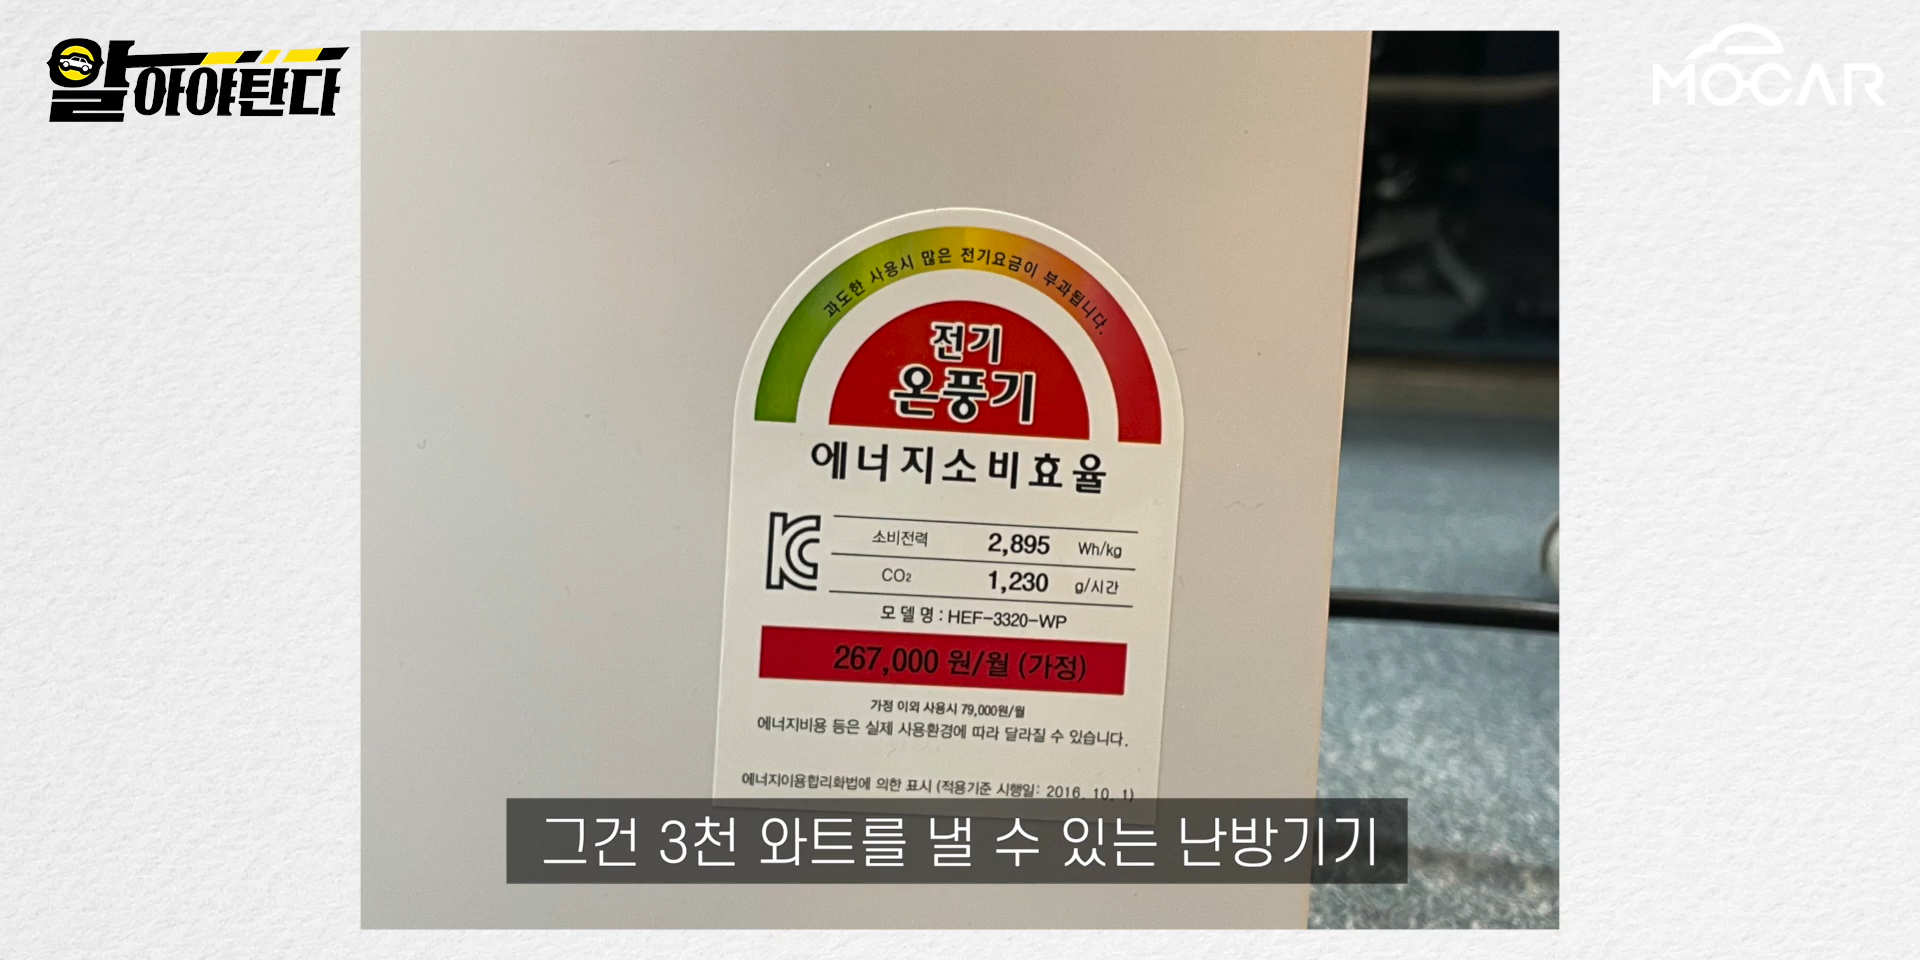 알아야탄다
MOCAR
과도한 사용시 많은 전기요금이 부과됩니다.
전기
온풍기
에너지소비효율
소비전력 2,895 Wh/kg
CO₂ 1,230 g/시간
모델명 : HEF-3320-WP
267,000 원/월 (가정)
가정 이외 사용시 79,000원/월
에너지비용 등은 실제 사용환경에 따라 달라질 수 있습니다.
에너지이용합리화법에 의한 표시 (적용기준 시행일: 2016. 10. 1)
그건 3천 와트를 낼 수 있는 난방기기